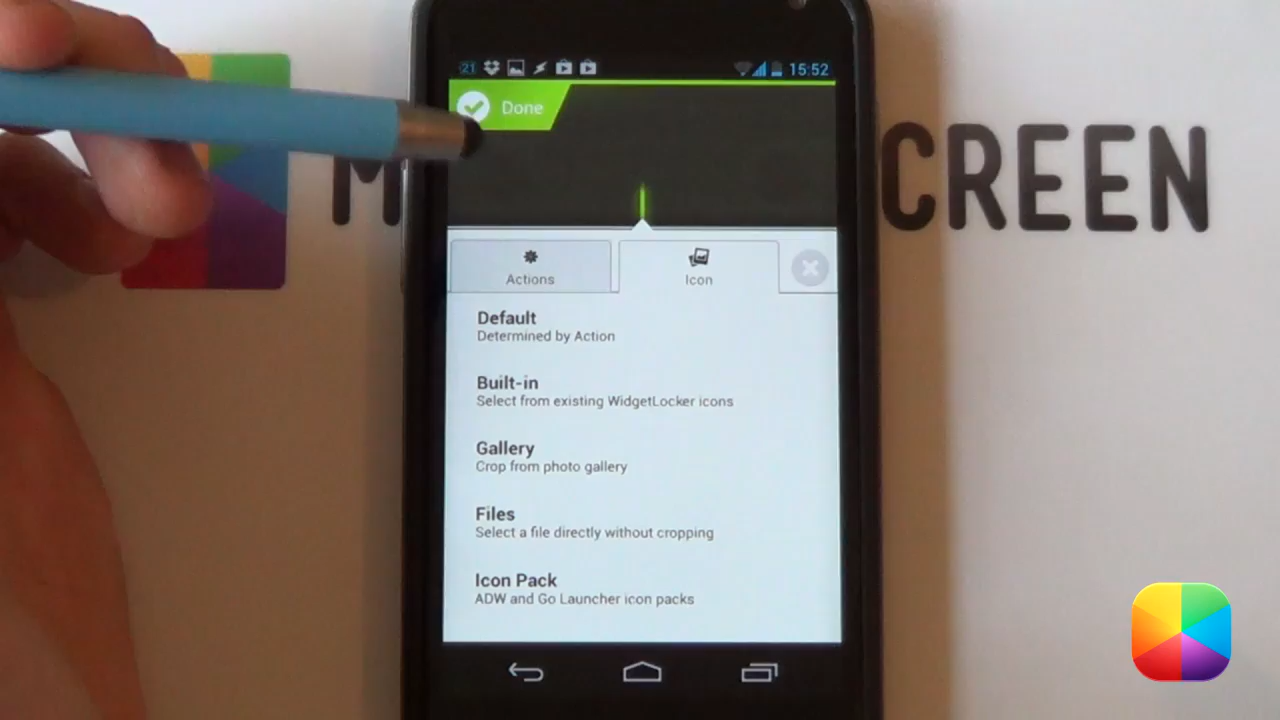 21
15:52
Done
M CREEN
Actions
Icon
Default
Determined by Action
Built-in
Select from existing WidgetLocker icons
Gallery
Crop from photo gallery
Files
Select a file directly without cropping
Icon Pack
ADW and Go Launcher icon packs